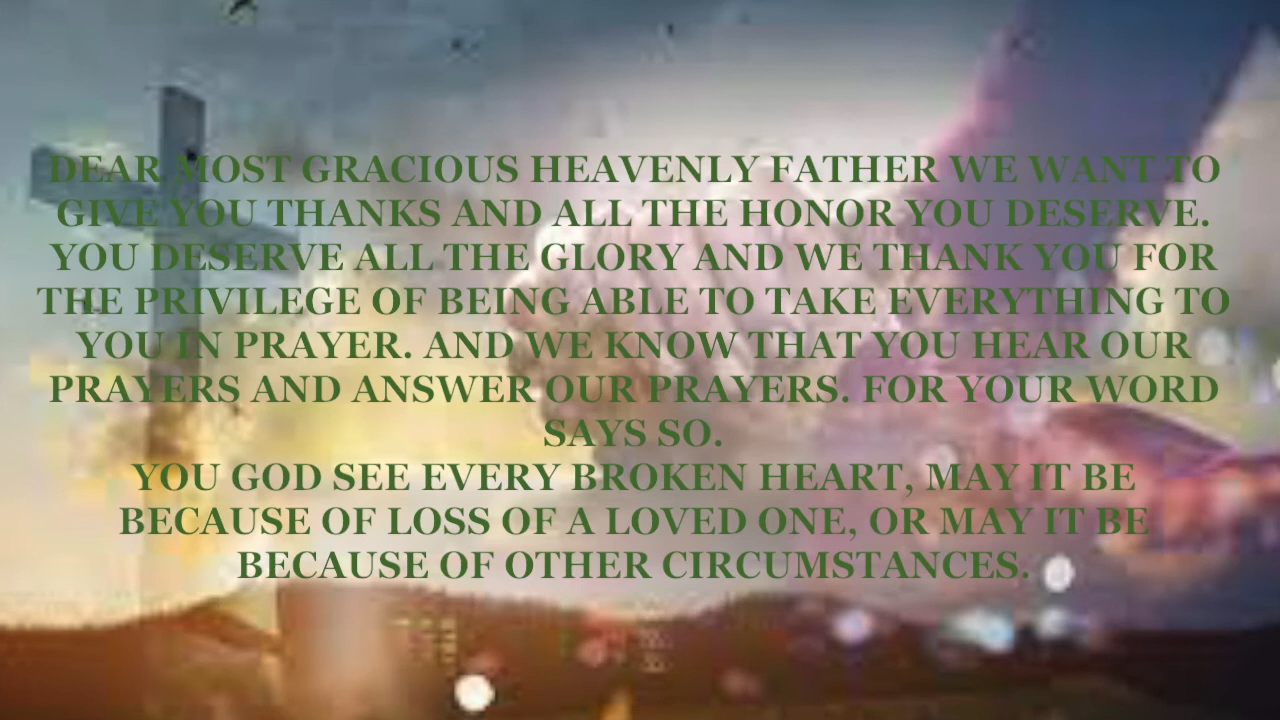 DEAR MOST GRACIOUS HEAVENLY FATHER WE WANT TO
GIVE YOU THANKS AND ALL THE HONOR YOU DESERVE.
YOU DESERVE ALL THE GLORY AND WE THANK YOU FOR
THE PRIVILEGE OF BEING ABLE TO TAKE EVERYTHING TO
YOU IN PRAYER. AND WE KNOW THAT YOU HEAR OUR
PRAYERS AND ANSWER OUR PRAYERS. FOR YOUR WORD
SAYS SO.
YOU GOD SEE EVERY BROKEN HEART, MAY IT BE
BECAUSE OF LOSS OF A LOVED ONE, OR MAY IT BE
BECAUSE OF OTHER CIRCUMSTANCES.